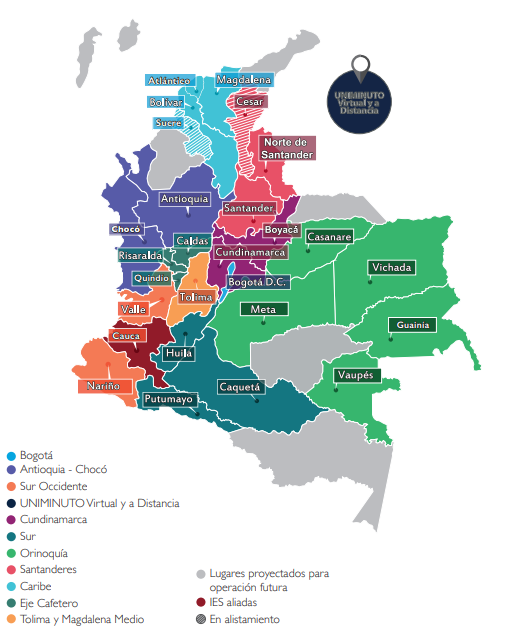 Atlántico
Magdalena
Bolívar
Cesar
Sucre
UNIMINUTO
Virtual y a
Distancia
Norte de
Santander
Antioquía
Santander
Chocó
Boyacá
Caldas
Casanare
Risaralda
Cundinamarca
Vichada
Quindio
Bogotá D.C.
Tolima
Valle
Meta
Guainía
Cauca
Huila
Vaupés
Nariño
Caquetá
Putumayo
Bogotá
Antioquia - Chocó
Sur Occidente
UNIMINUTO Virtual y a Distancia
Cundinamarca
Sur
Orinoquía
Santanderes
Caribe
Eje Cafetero
Tolima y Magdalena Medio
Lugares proyectados para
operación futura
IES aliadas
En alistamiento